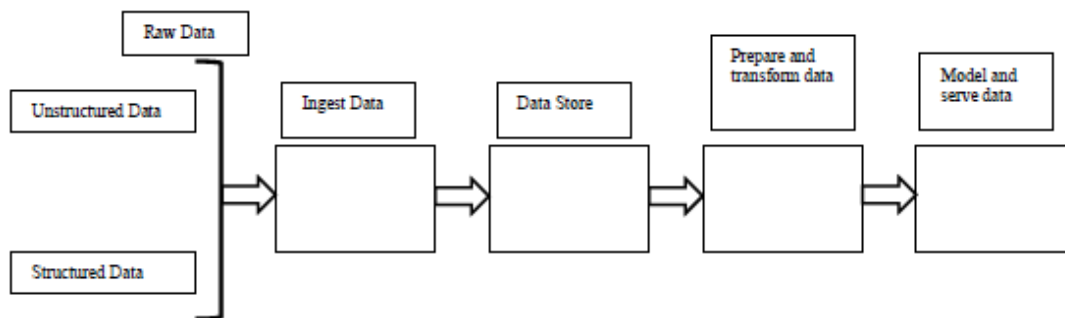 Raw Data
Unstructured Data
Structured Data
Ingest Data
Data Store
Prepare and
transform data
Model and
serve data